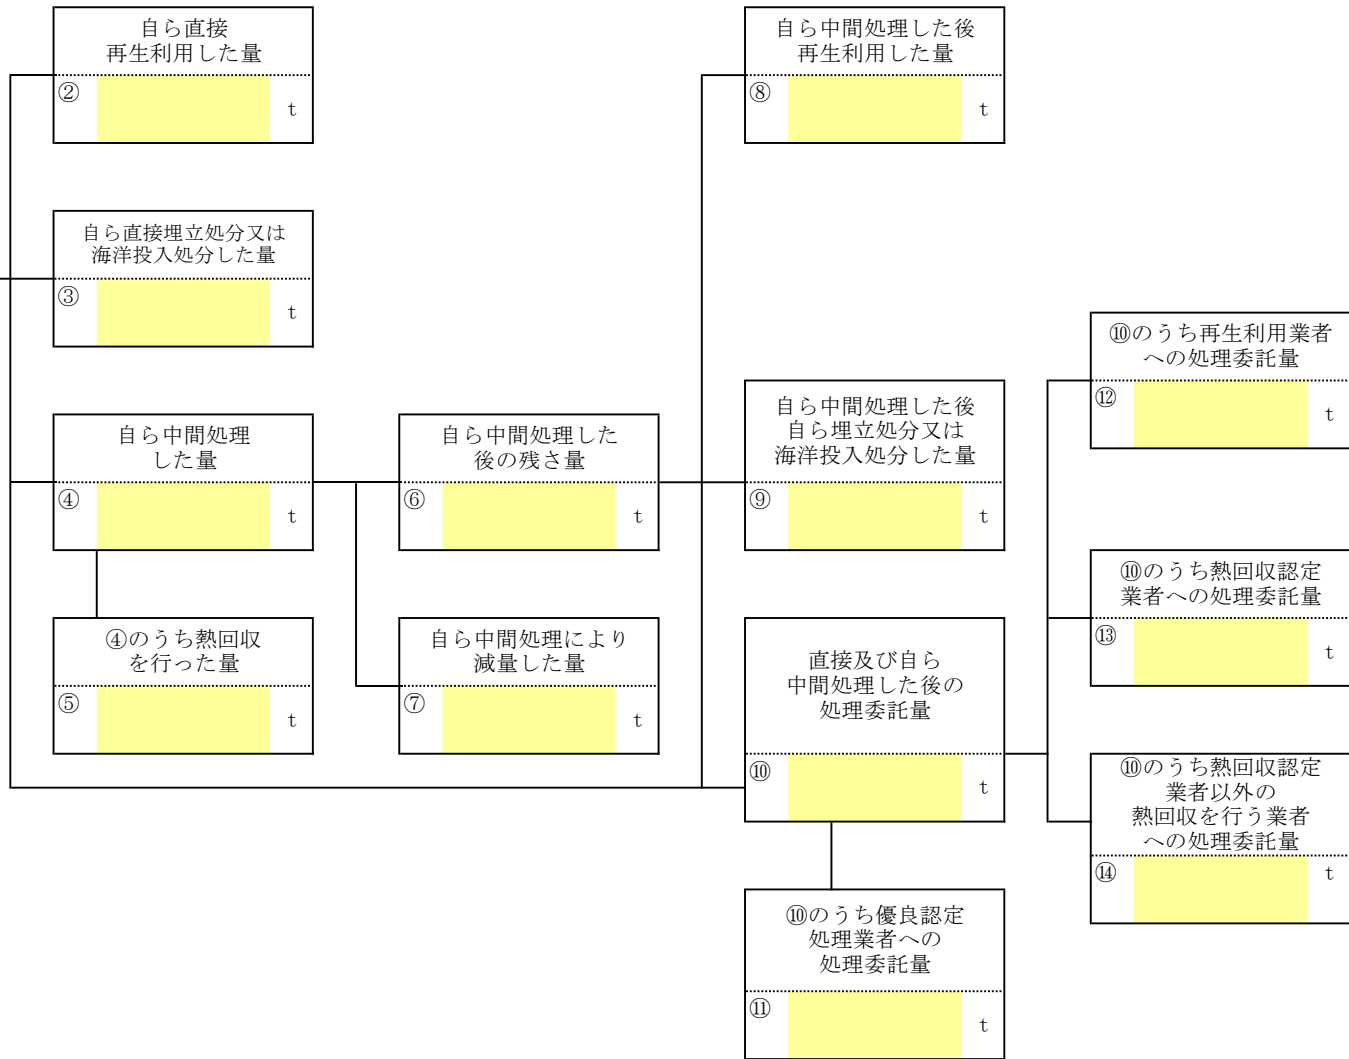 自ら直接
再生利用した量
②
t
自ら中間処理した後
再生利用した量
⑧
t
自ら直接埋立処分又は
海洋投入処分した量
③
t
⑩のうち再生利用業者
への処理委託量
⑫
t
自ら中間処理
した量
④
t
自ら中間処理した
後の残さ量
⑥
t
自ら中間処理した後
自ら埋立処分又は
海洋投入処分した量
⑨
t
⑩のうち熱回収認定
業者への処理委託量
⑬
t
④のうち熱回収
を行った量
⑤
t
自ら中間処理により
減量した量
⑦
t
直接及び自ら
中間処理した後の
処理委託量
⑩
t
⑩のうち熱回収認定
業者以外の
熱回収を行う業者
への処理委託量
⑭
t
⑩のうち優良認定
処理業者への
処理委託量
⑪
t